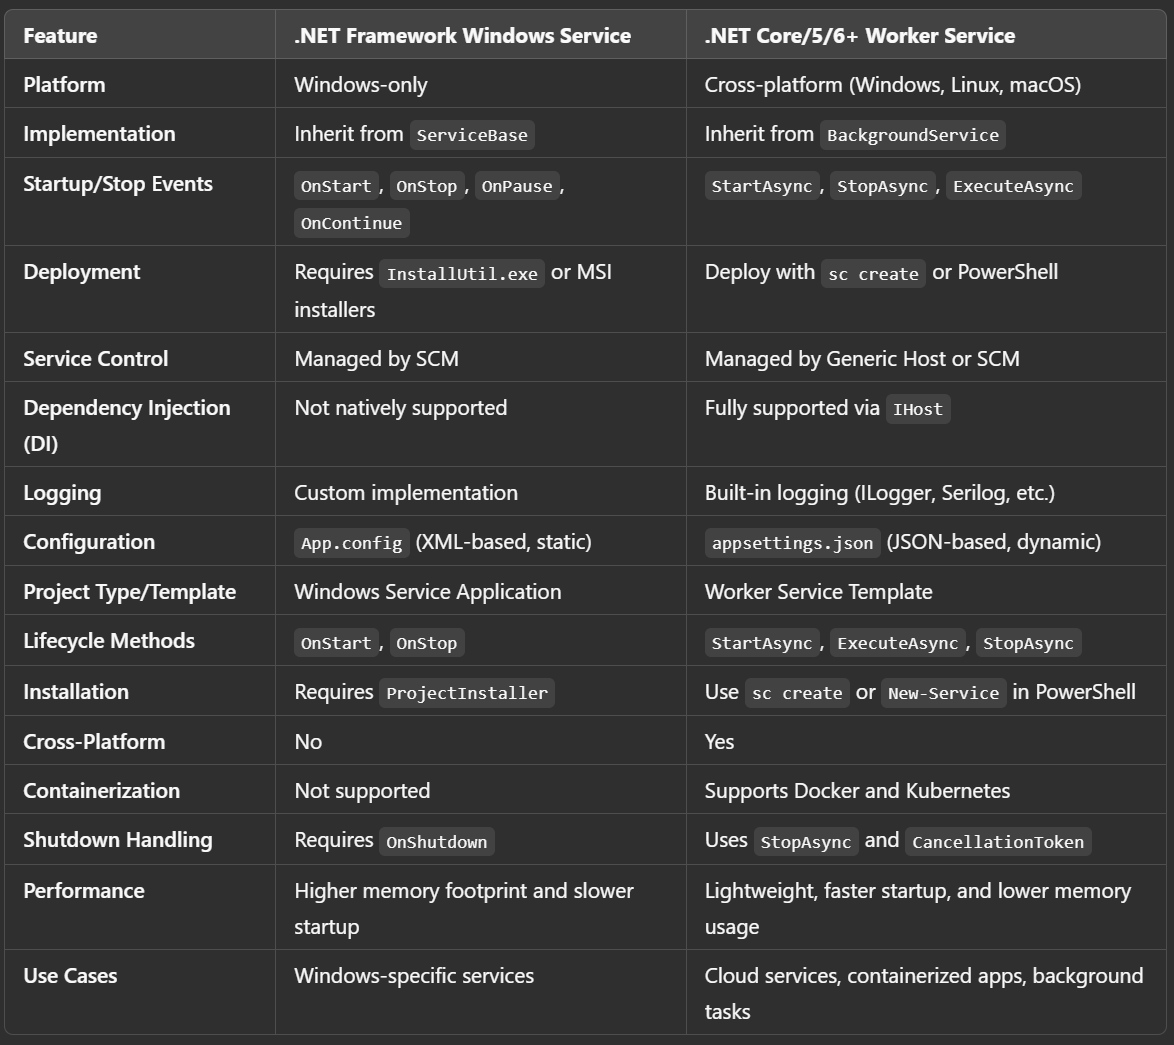 Feature .NET Framework Windows Service .NET Core/5/6+ Worker Service
Platform Windows-only Cross-platform (Windows, Linux, macOS)
Implementation Inherit from ServiceBase Inherit from BackgroundService
Startup/Stop Events OnStart, OnStop, OnPause, StartAsync, StopAsync, ExecuteAsync
OnContinue
Deployment Requires InstallUtil.exe or MSI Deploy with sc create or PowerShell
installers
Service Control Managed by SCM Managed by Generic Host or SCM
Dependency Injection Not natively supported Fully supported via IHost
(DI)
Logging Custom implementation Built-in logging (ILogger, Serilog, etc.)
Configuration App.config (XML-based, static) appsettings.json (JSON-based, dynamic)
Project Type/Template Windows Service Application Worker Service Template
Lifecycle Methods OnStart, OnStop StartAsync, ExecuteAsync, StopAsync
Installation Requires ProjectInstaller Use sc create or New-Service in PowerShell
Cross-Platform No Yes
Containerization Not supported Supports Docker and Kubernetes
Shutdown Handling Requires OnShutdown Uses StopAsync and CancellationToken
Performance Higher memory footprint and slower Lightweight, faster startup, and lower memory
startup usage
Use Cases Windows-specific services Cloud services, containerized apps, background
tasks